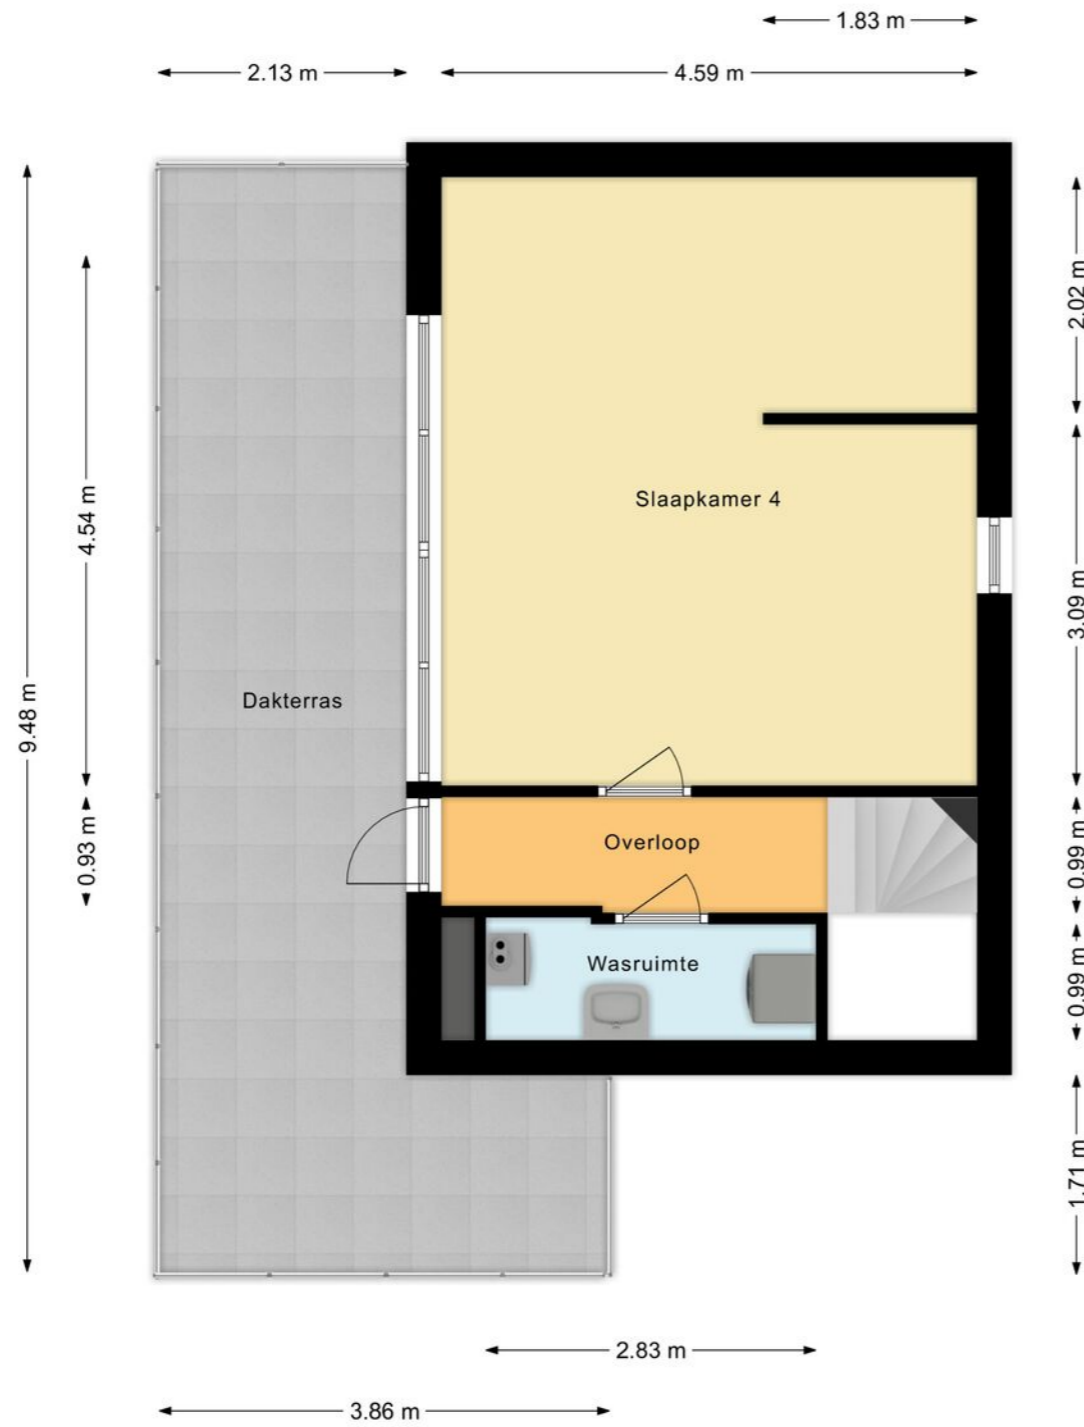 1.83 m
2.13 m
4.59 m
2.02 m
Slaapkamer 4
4.54 m
3.09 m
Dakterras
9.48 m
Overloop
0.93 m
0.99 m
Wasruimte
0.99 m
1.71 m
2.83 m
3.86 m